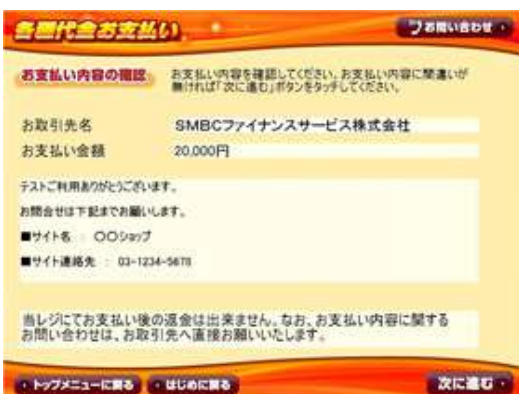 各種代金お支払い
お問い合わせ
お支払い内容の確認
お支払い内容を確認してください。お支払い内容に間違いが
無ければ「次に進む」ボタンをタッチしてください。
お取引先名 SMBCファイナンスサービス株式会社
お支払い金額 20,000円
テストご利用ありがとうございます。
お問合せは下記までお願いします。
■サイト名 : 〇〇ショップ
■サイト連絡先 : 03-1234-5678
当レジにてお支払い後の返金は出来ません。なお、お支払い内容に関する
お問い合わせは、お取引先へ直接お願いいたします。
トップメニューに戻る
はじめに戻る
次に進む